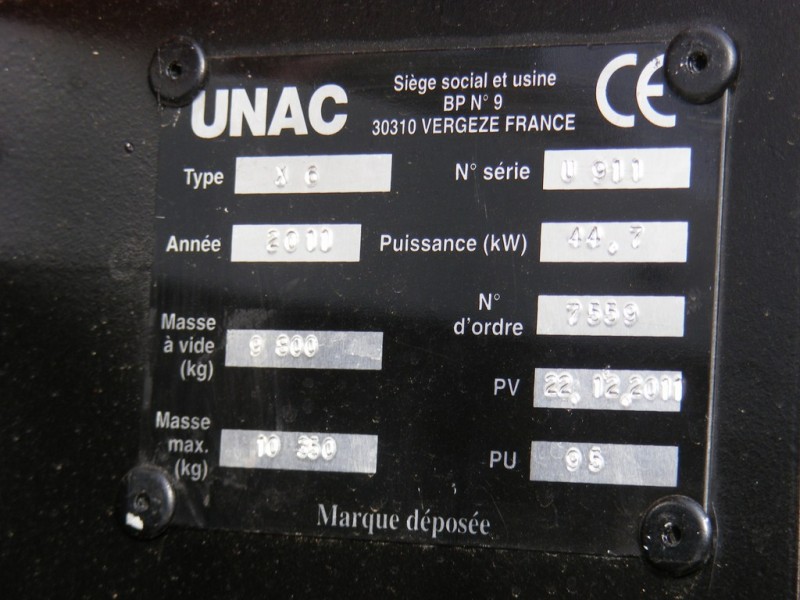 UNAC
Siège social et usine
BP N° 9
30310 VERGEZE FRANCE
CE
Type X 6
N° série U 911
Année 2011
Puissance (kW) 44,7
N° d'ordre 7559
Masse à vide (kg) 9 800
PV 22.12.2011
Masse max. (kg) 10 250
PU 95
Marque déposée